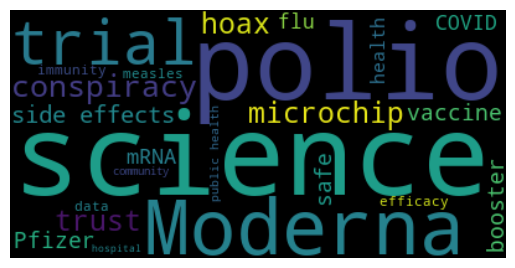 trial
hoax
flu
COVID
polio
health
immunity
measles
conspiracy
side effects
microchip
vaccine
science
mRNA
public health
safe
community
booster
data
efficacy
trust
Moderna
Pfizer
hospital